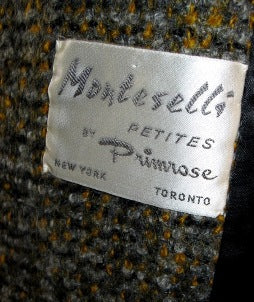 Monteselli
PETITES
BY Primrose
NEW YORK
TORONTO